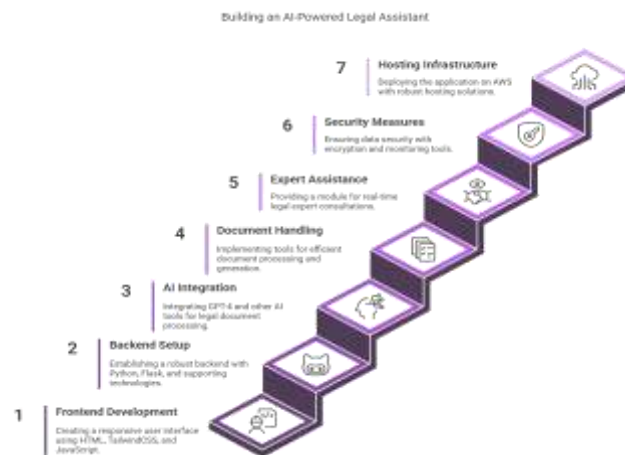 Building an AI-Powered Legal Assistant
7
Hosting Infrastructure
Deploying the application on AWS
with robust hosting solutions.
6
Security Measures
Ensuring data security with
encryption and monitoring tools.
5
Expert Assistance
Providing a module for real-time
legal expert consultations.
4
Document Handling
Implementing tools for efficient
document processing and
generation.
3
AI Integration
Integrating GPT-4 and other AI
tools for legal document
processing.
2
Backend Setup
Establishing a robust backend with
Python, Flask, and supporting
technologies.
1
Frontend Development
Creating a responsive user interface
using HTML, TailwindCSS, and
JavaScript.